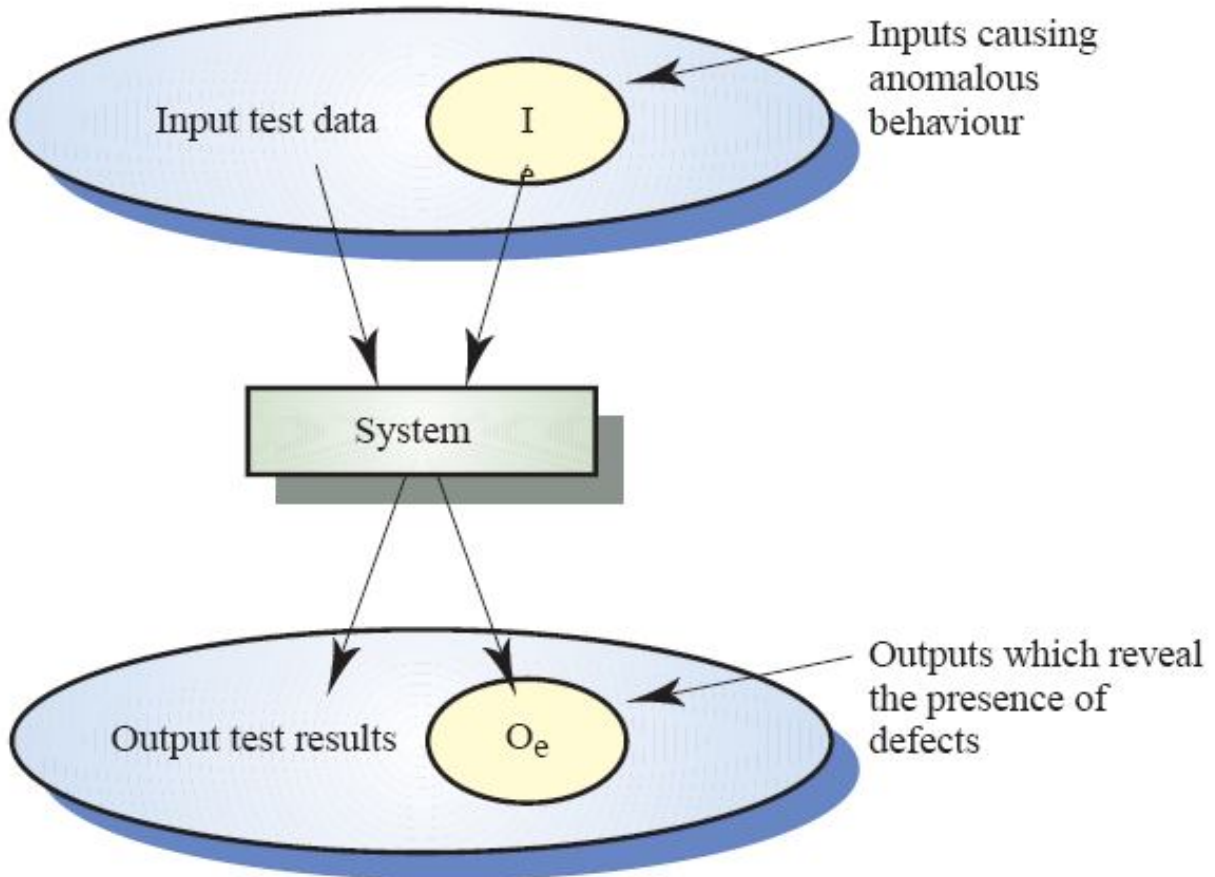 Inputs causing
anomalous
behaviour
Input test data
I
e
System
Outputs which reveal
the presence of
defects
Output test results
Oe